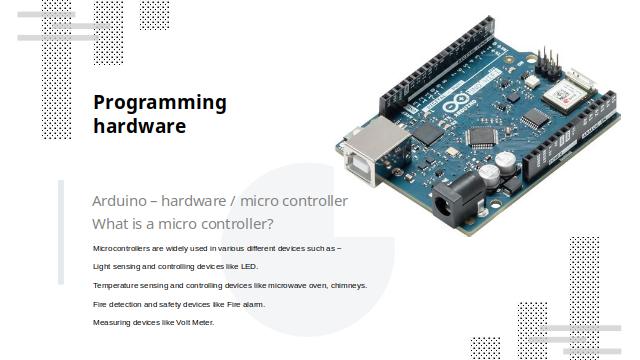 Programming
hardware
Arduino – hardware / micro controller
What is a micro controller?
Microcontrollers are widely used in various different devices such as −
Light sensing and controlling devices like LED.
Temperature sensing and controlling devices like microwave oven, chimneys.
Fire detection and safety devices like Fire alarm.
Measuring devices like Volt Meter.
ARDUINO